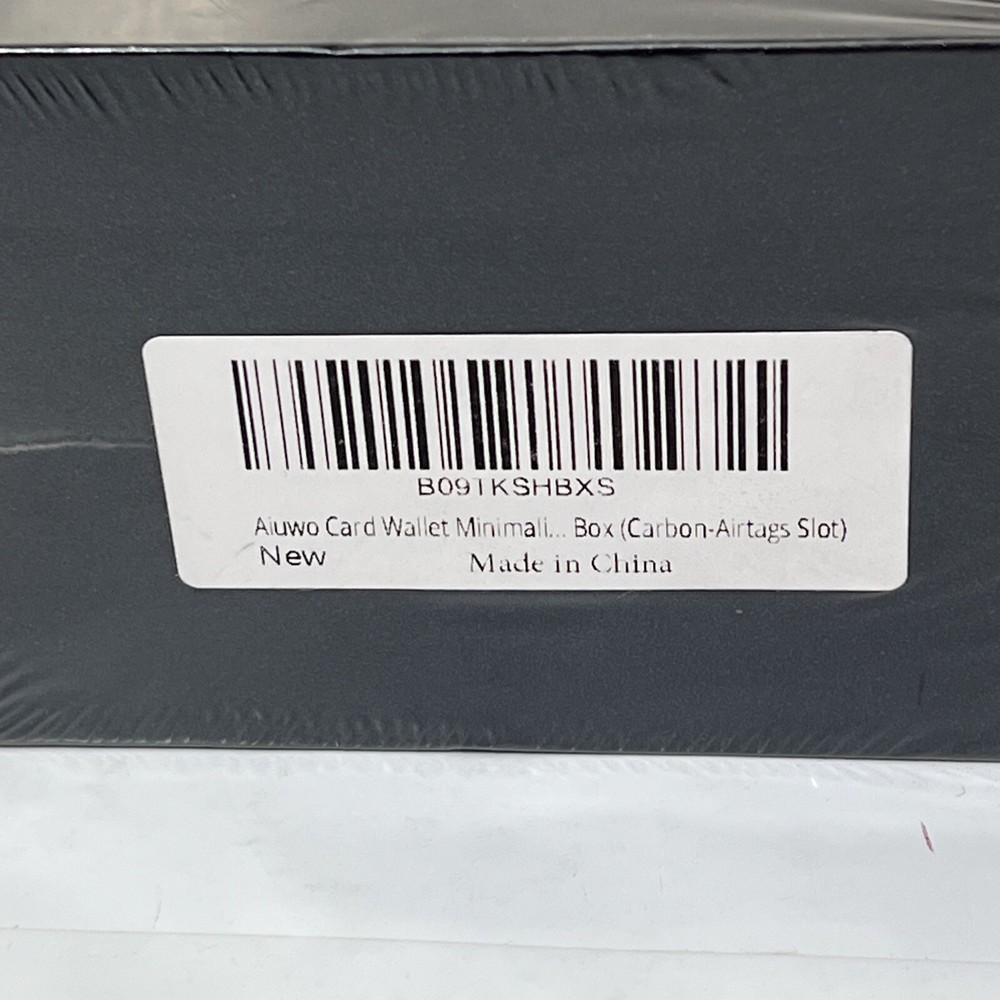 B09TKSHBXS
Aiuwo Card Wallet Minimali... Box (Carbon-Airtags Slot)
New Made in China